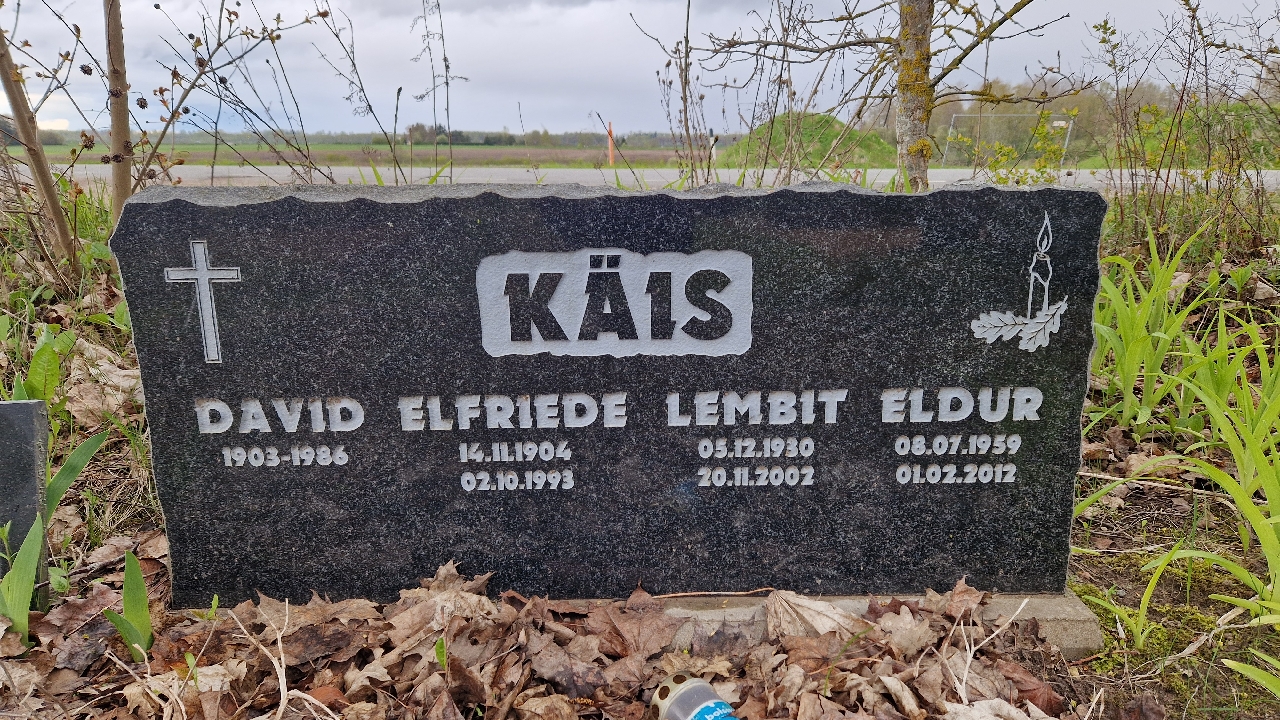 KÄIS
DAVID ELFRIEDE LEMBIT ELDUR
1903-1986 14.11.1904 05.12.1930 08.07.1959
02.10.1993 20.11.2002 01.02.2012